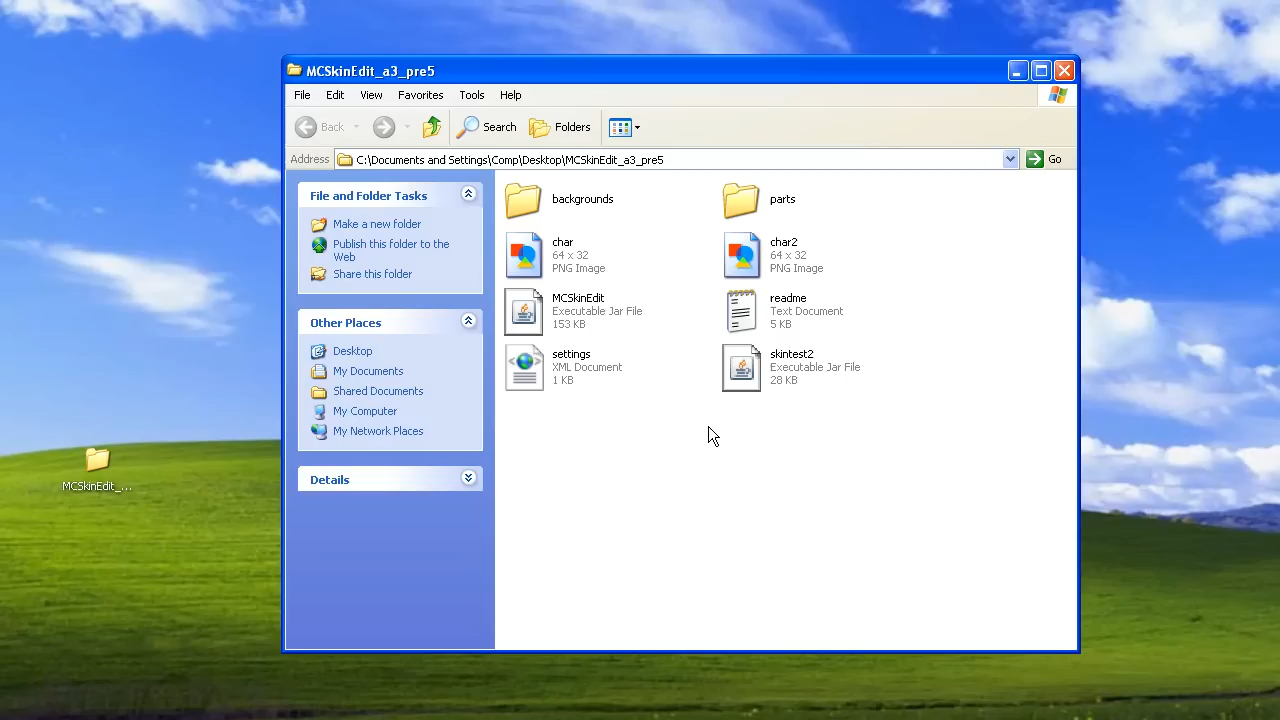 MCSkinEdit_a3_pre5
File Edit View Favorites Tools Help
Back Search Folders
Address C:\Documents and Settings\Comp\Desktop\MCSkinEdit_a3_pre5 Go
File and Folder Tasks
Make a new folder
Publish this folder to the
Web
Share this folder
Other Places
Desktop
My Documents
Shared Documents
My Computer
My Network Places
Details
backgrounds
parts
char
64 x 32
PNG Image
char2
64 x 32
PNG Image
MCSkinEdit
Executable Jar File
153 KB
readme
Text Document
5 KB
settings
XML Document
1 KB
skintest2
Executable Jar File
28 KB
MCSkinEdit_...